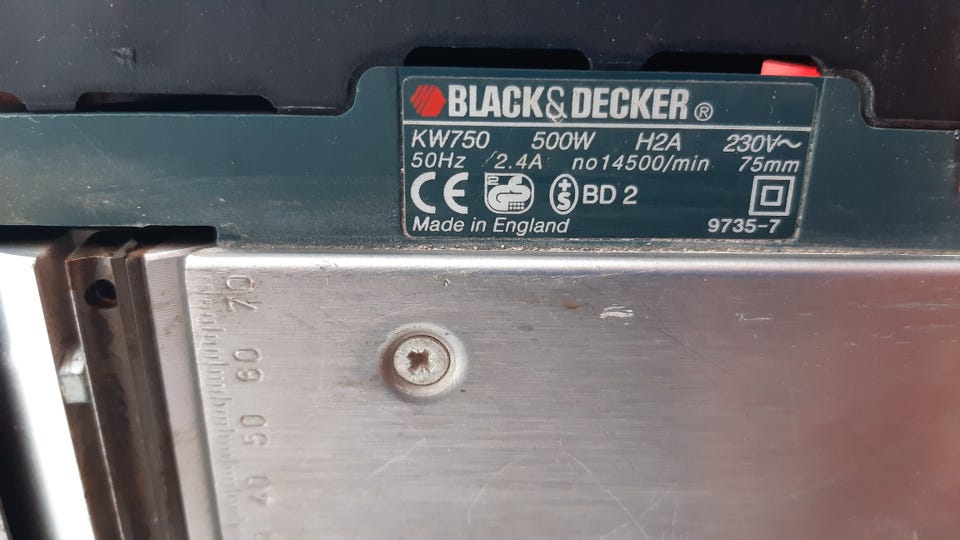 BLACK& DECKER®
KW750 500W H2A 230V~
50Hz 2.4A no14500/min 75mm
CE 2 +S BD 2
Made in England 9735-7
70
60
50
40